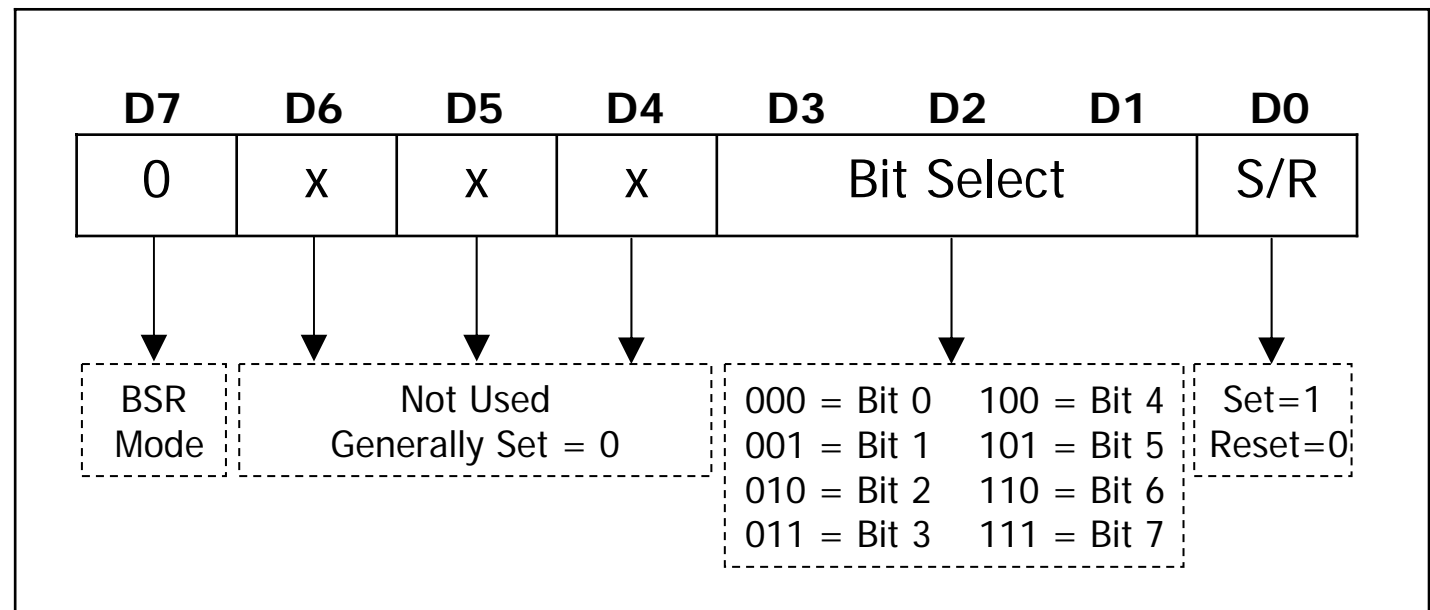 D7 D6 D5 D4 D3 D2 D1 D0
0 x x x Bit Select S/R
BSR
Mode
Not Used
Generally Set = 0
000 = Bit 0 100 = Bit 4
001 = Bit 1 101 = Bit 5
010 = Bit 2 110 = Bit 6
011 = Bit 3 111 = Bit 7
Set=1
Reset=0